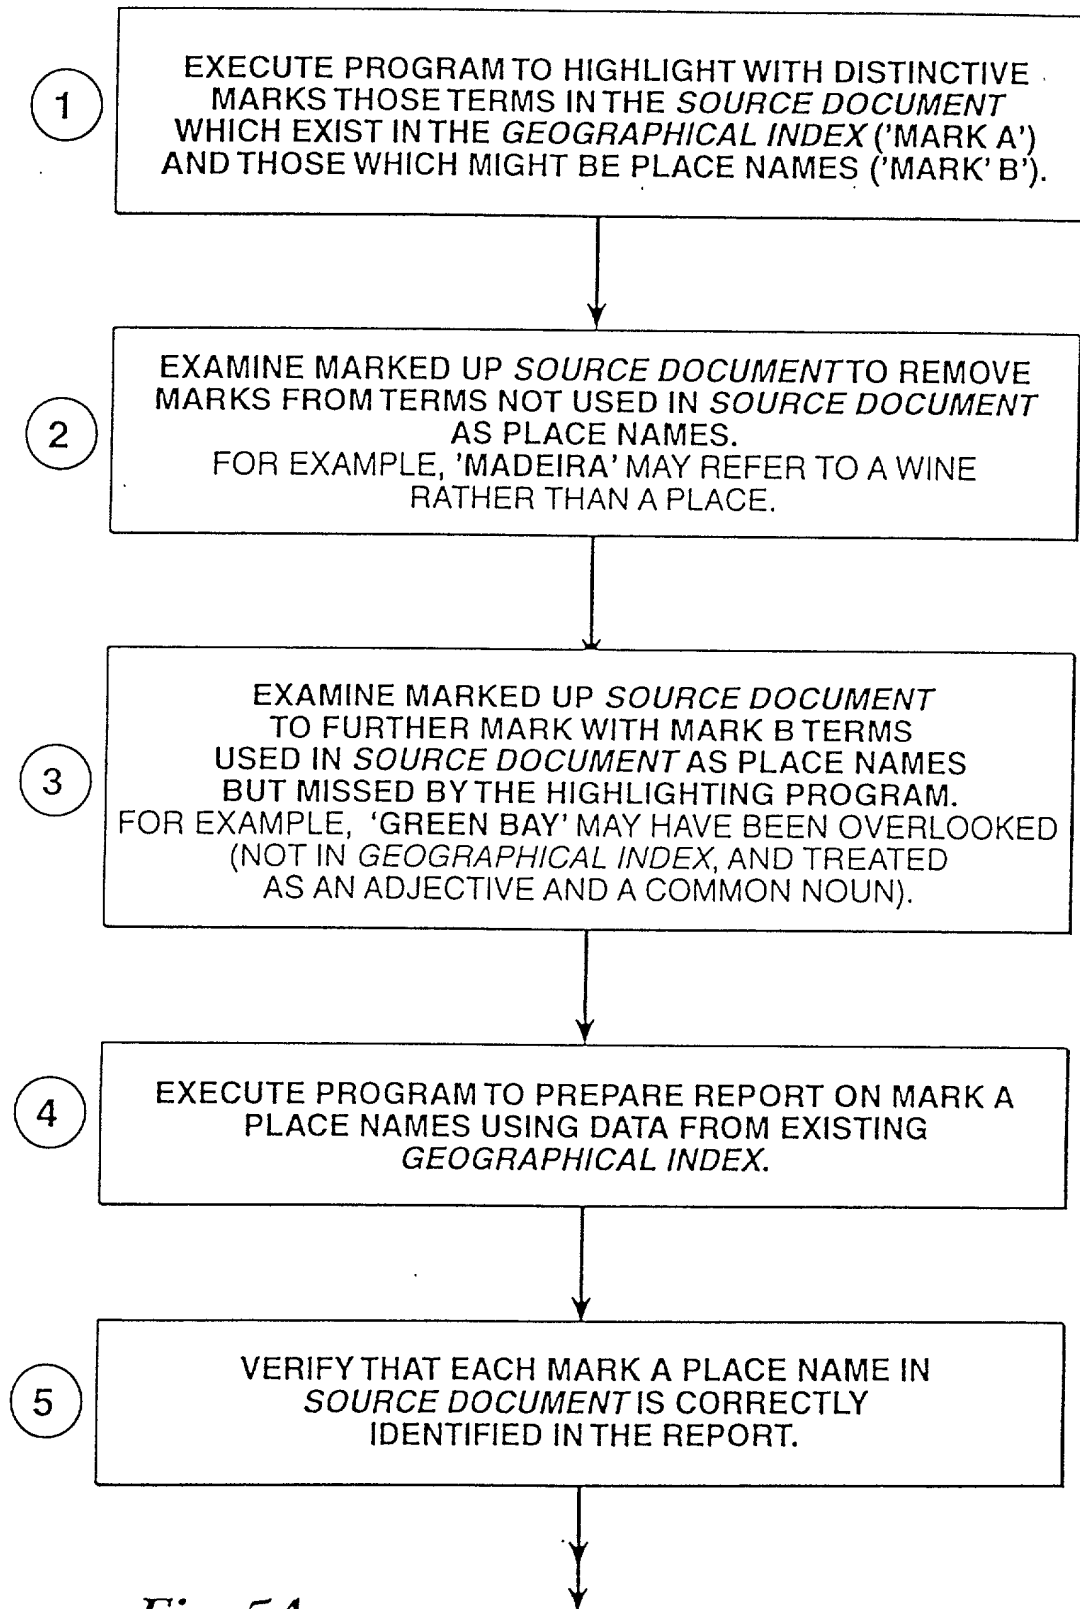 1
EXECUTE PROGRAM TO HIGHLIGHT WITH DISTINCTIVE
MARKS THOSE TERMS IN THE SOURCE DOCUMENT
WHICH EXIST IN THE GEOGRAPHICAL INDEX ('MARK A')
AND THOSE WHICH MIGHT BE PLACE NAMES ('MARK' B').
2
EXAMINE MARKED UP SOURCE DOCUMENT TO REMOVE
MARKS FROM TERMS NOT USED IN SOURCE DOCUMENT
AS PLACE NAMES.
FOR EXAMPLE, 'MADEIRA' MAY REFER TO A WINE
RATHER THAN A PLACE.
3
EXAMINE MARKED UP SOURCE DOCUMENT
TO FURTHER MARK WITH MARK B TERMS
USED IN SOURCE DOCUMENT AS PLACE NAMES
BUT MISSED BY THE HIGHLIGHTING PROGRAM.
FOR EXAMPLE, 'GREEN BAY' MAY HAVE BEEN OVERLOOKED
(NOT IN GEOGRAPHICAL INDEX, AND TREATED
AS AN ADJECTIVE AND A COMMON NOUN).
4
EXECUTE PROGRAM TO PREPARE REPORT ON MARK A
PLACE NAMES USING DATA FROM EXISTING
GEOGRAPHICAL INDEX.
5
VERIFY THAT EACH MARK A PLACE NAME IN
SOURCE DOCUMENT IS CORRECTLY
IDENTIFIED IN THE REPORT.
Fig. 5A